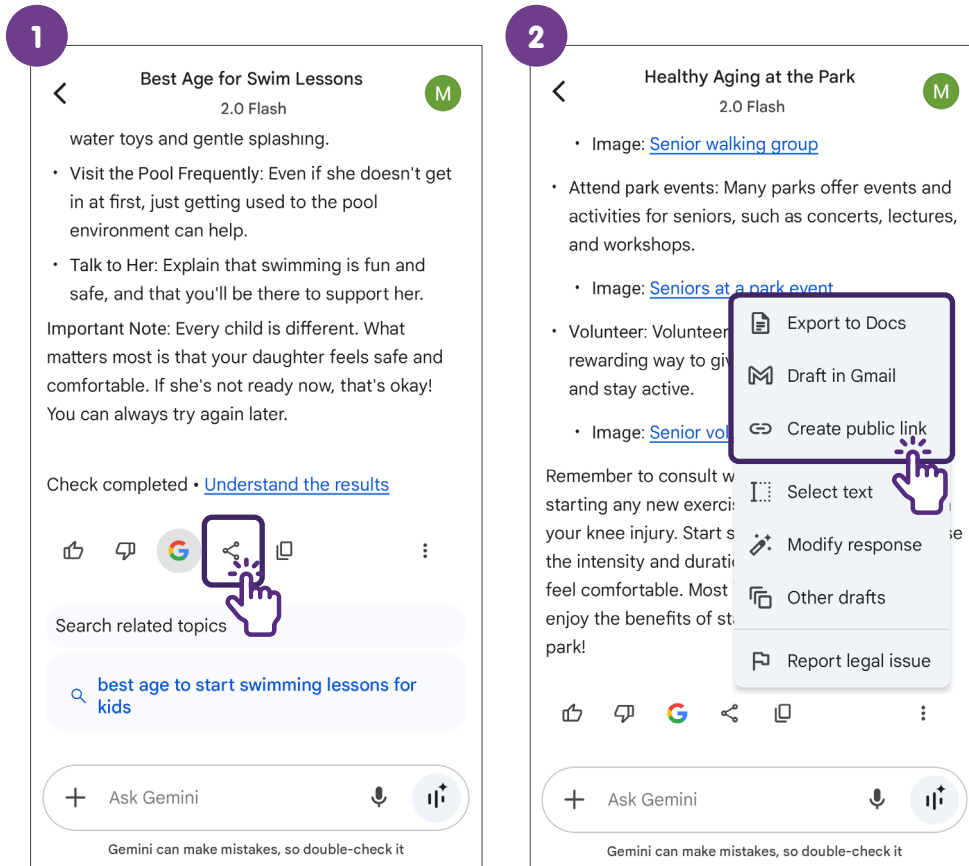 1
Best Age for Swim Lessons
M
2.0 Flash
water toys and gentle splashing.
• Visit the Pool Frequently: Even if she doesn't get
in at first, just getting used to the pool
environment can help.
• Talk to Her: Explain that swimming is fun and
safe, and that you'll be there to support her.
Important Note: Every child is different. What
matters most is that your daughter feels safe and
comfortable. If she's not ready now, that's okay!
You can always try again later.
Check completed • Understand the results
Search related topics
best age to start swimming lessons for
kids
Ask Gemini
Gemini can make mistakes, so double-check it
2
Healthy Aging at the Park
M
2.0 Flash
• Image: Senior walking group
• Attend park events: Many parks offer events and
activities for seniors, such as concerts, lectures,
and workshops.
• Image: Seniors at a park event
• Volunteer: Volunteer
rewarding way to
and stay active.
• Image: Senior
Remember to consult
starting any new
your knee injury. Start
the intensity and
feel comfortable. Most
enjoy the benefits of
park!
Export to Docs
Draft in Gmail
Create public link
Select text
Modify response
Other drafts
Report legal issue
Ask Gemini
Gemini can make mistakes, so double-check it